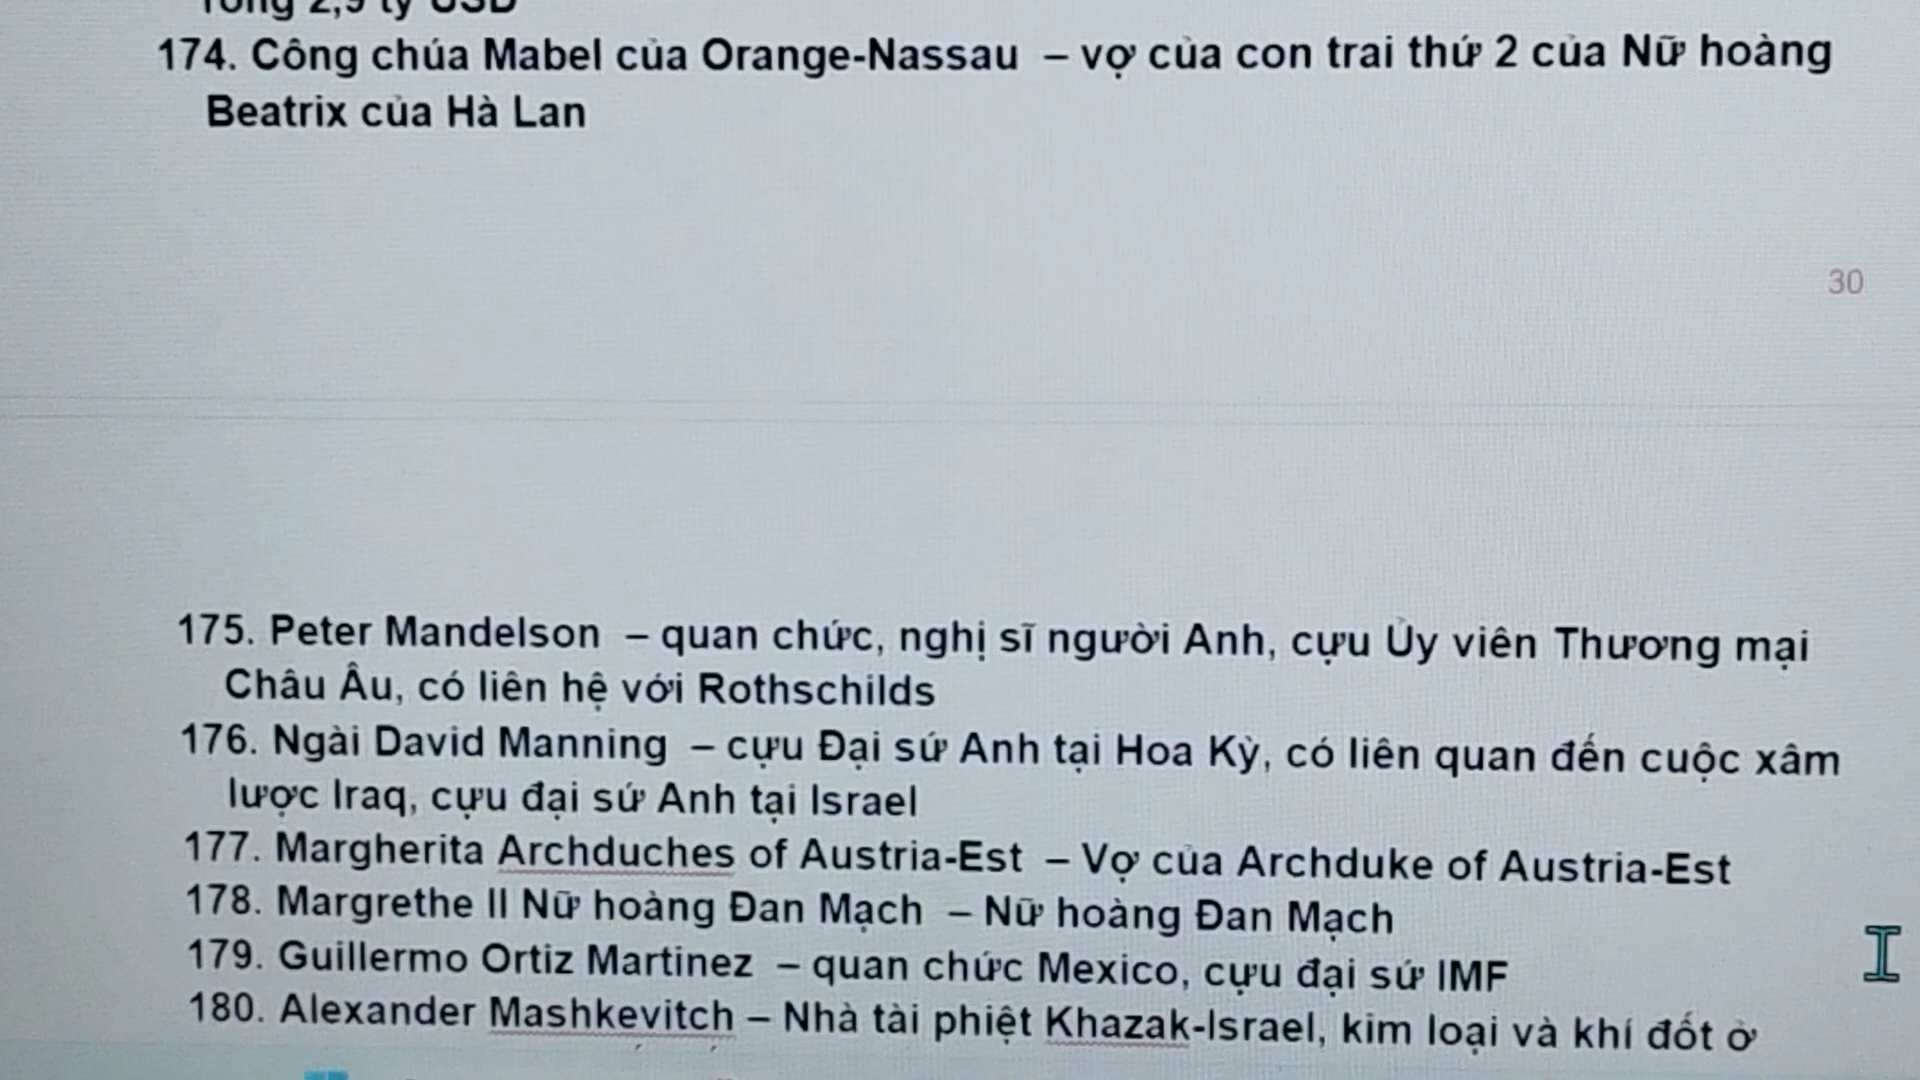 Tổng 2,9 tỷ USD
174. Công chúa Mabel của Orange-Nassau – vợ của con trai thứ 2 của Nữ hoàng
Beatrix của Hà Lan
30
175. Peter Mandelson – quan chức, nghị sĩ người Anh, cựu Ủy viên Thương mại
Châu Âu, có liên hệ với Rothschilds
176. Ngài David Manning – cựu Đại sứ Anh tại Hoa Kỳ, có liên quan đến cuộc xâm
lược Iraq, cựu đại sứ Anh tại Israel
177. Margherita Archduches of Austria-Est – Vợ của Archduke of Austria-Est
178. Margrethe II Nữ hoàng Đan Mạch – Nữ hoàng Đan Mạch
179. Guillermo Ortiz Martinez – quan chức Mexico, cựu đại sứ IMF
180. Alexander Mashkevitch – Nhà tài phiệt Khazak-Israel, kim loại và khí đốt ở